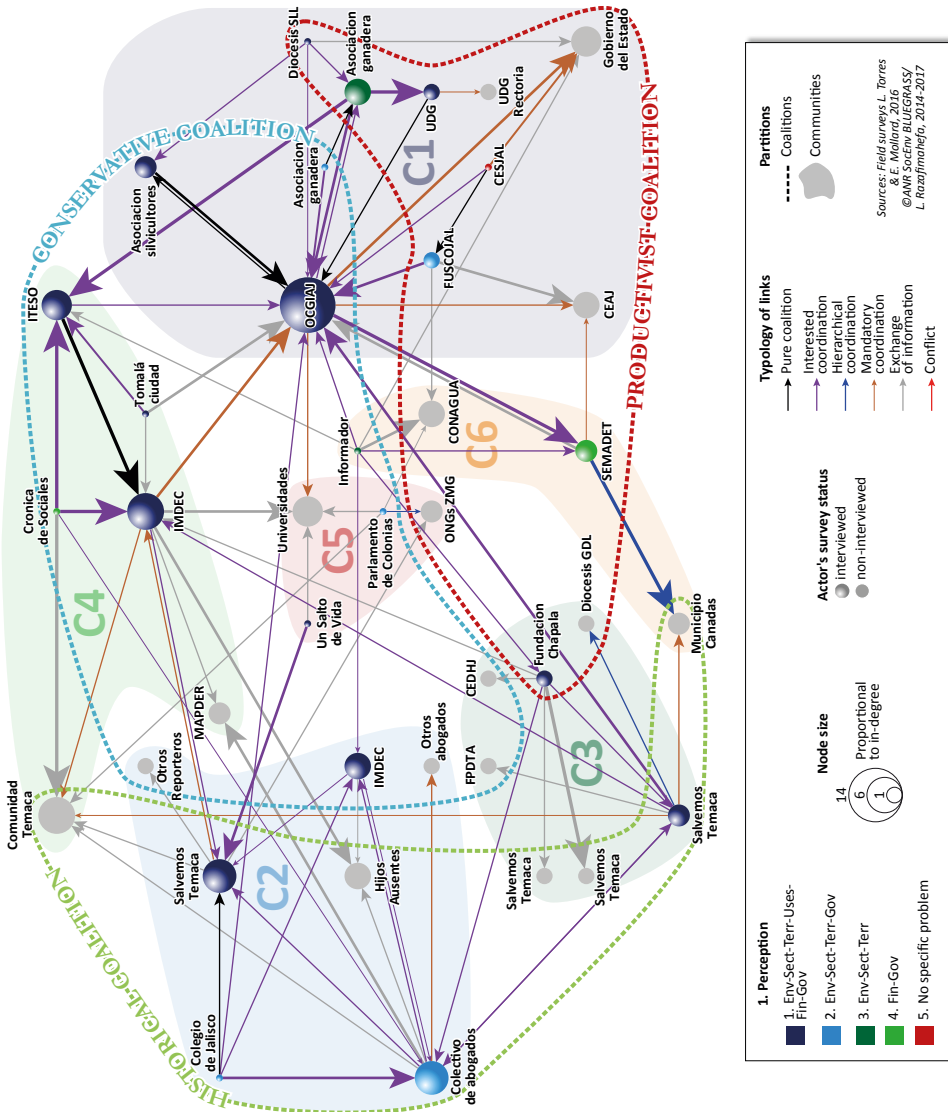 HISTORICAL COALITION
CONSERVATIVE COALITION
PRODUCTIVIST COALITION
C1
C2
C3
C4
C5
C6
Diocesis SLL
Asociacion
ganadera
Gobierno
del Estado
UDG
UDG
Rectoria
Asociacion
silvicultores
Asociacion
ganadera
CESJAL
FUSCOJAL
ITESO
OCGIAJ
CEAJ
Tomalá
ciudad
Informador
CONAGUA
SEMADET
Cronica
de Sociales
IMDEC
Universidades
Parlamento
de Colonias
ONGs ZMG
Un Salto
de Vida
Diocesis GDL
Municipio
Canadas
Fundacion
Chapala
CEDHJ
MAPDER
Otros
Reporteros
IMDEC
Otros
abogados
FPDTA
Comunidad
Temaca
Salvemos
Temaca
Hijos
Ausentes
Salvemos
Temaca
Salvemos
Temaca
Salvemos
Temaca
Colegio
de Jalisco
Colectivo
de abogados
1. Perception
1. Env-Sect-Terr-Uses-
Fin-Gov
2. Env-Sect-Terr-Gov
3. Env-Sect-Terr
4. Fin-Gov
5. No specific problem
Node size
14
6
1
Proportional
to in-degree
Actor's survey status
interviewed
non-interviewed
Typology of links
Pure coalition
Interested
coordination
Hierarchical
coordination
Mandatory
coordination
Exchange
of information
Conflict
Partitions
Coalitions
Communities
Sources: Field surveys L. Torres
& E. Mollard, 2016
©ANR SocEnv BLUEGRASS/
L. Razafimahefa, 2014-2017